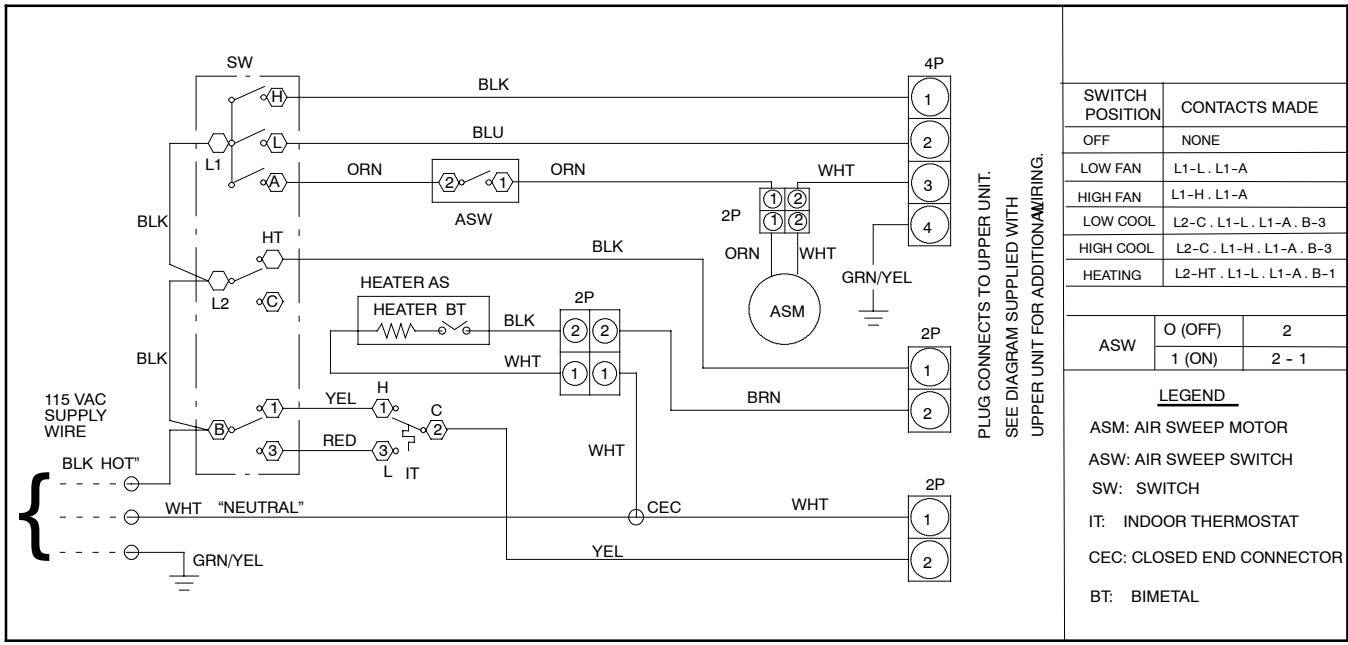 SW
4P
H
BLK
1
L1
L
BLU
2
A
ORN
2
1
ORN
WHT
3
ASW
2P
1
2
1
2
4
BLK
ORN
WHT
GRN/YEL
ASM
HT
BLK
L2
C
HEATER AS
HEATER BT
2P
BLK
2
2
WHT
1
1
2P
1
BRN
2
BLK
H
1
YEL
1
C
B
2
3
RED
3
L
IT
WHT
115 VAC
SUPPLY
WIRE
BLK HOT”
WHT “NEUTRAL”
CEC
WHT
2P
1
GRN/YEL
YEL
2
PLUG CONNECTS TO UPPER UNIT.
SEE DIAGRAM SUPPLIED WITH
UPPER UNIT FOR ADDITIONAL WIRING.
SWITCH POSITION CONTACTS MADE
OFF NONE
LOW FAN L1-L . L1-A
HIGH FAN L1-H . L1-A
LOW COOL L2-C . L1-L . L1-A . B-3
HIGH COOL L2-C . L1-H . L1-A . B-3
HEATING L2-HT . L1-L . L1-A . B-1
ASW
O (OFF) 2
1 (ON) 2 - 1
LEGEND
ASM: AIR SWEEP MOTOR
ASW: AIR SWEEP SWITCH
SW: SWITCH
IT: INDOOR THERMOSTAT
CEC: CLOSED END CONNECTOR
BT: BIMETAL